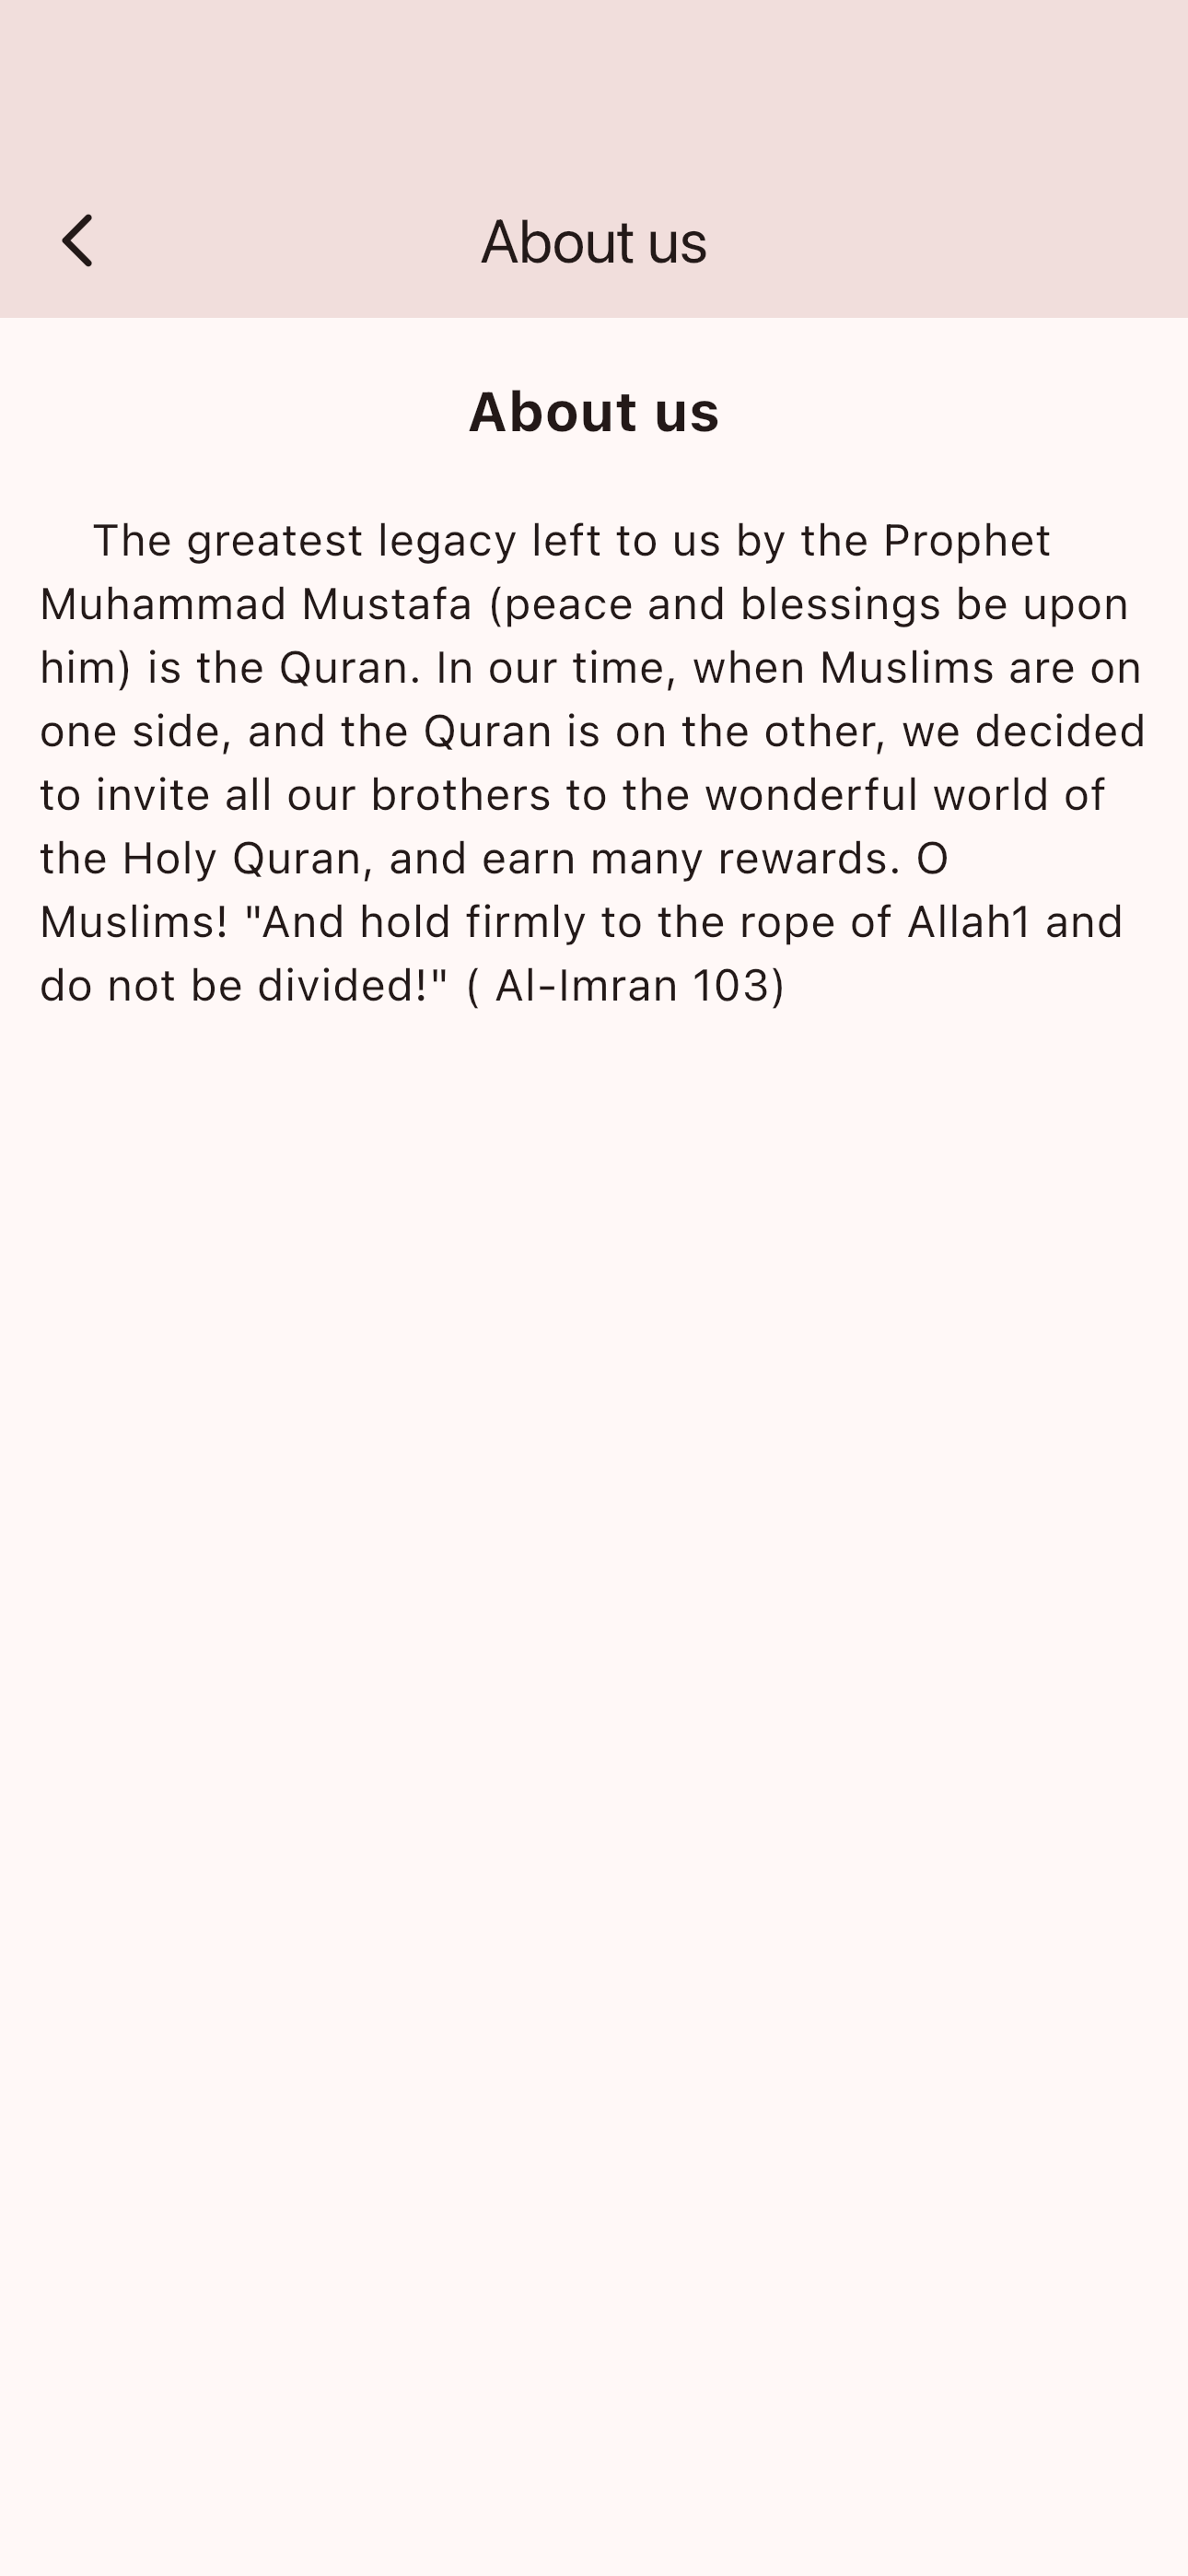 About us
About us
The greatest legacy left to us by the Prophet
Muhammad Mustafa (peace and blessings be upon
him) is the Quran. In our time, when Muslims are on
one side, and the Quran is on the other, we decided
to invite all our brothers to the wonderful world of
the Holy Quran, and earn many rewards. O
Muslims! "And hold firmly to the rope of Allah1 and
do not be divided!" ( Al-Imran 103)